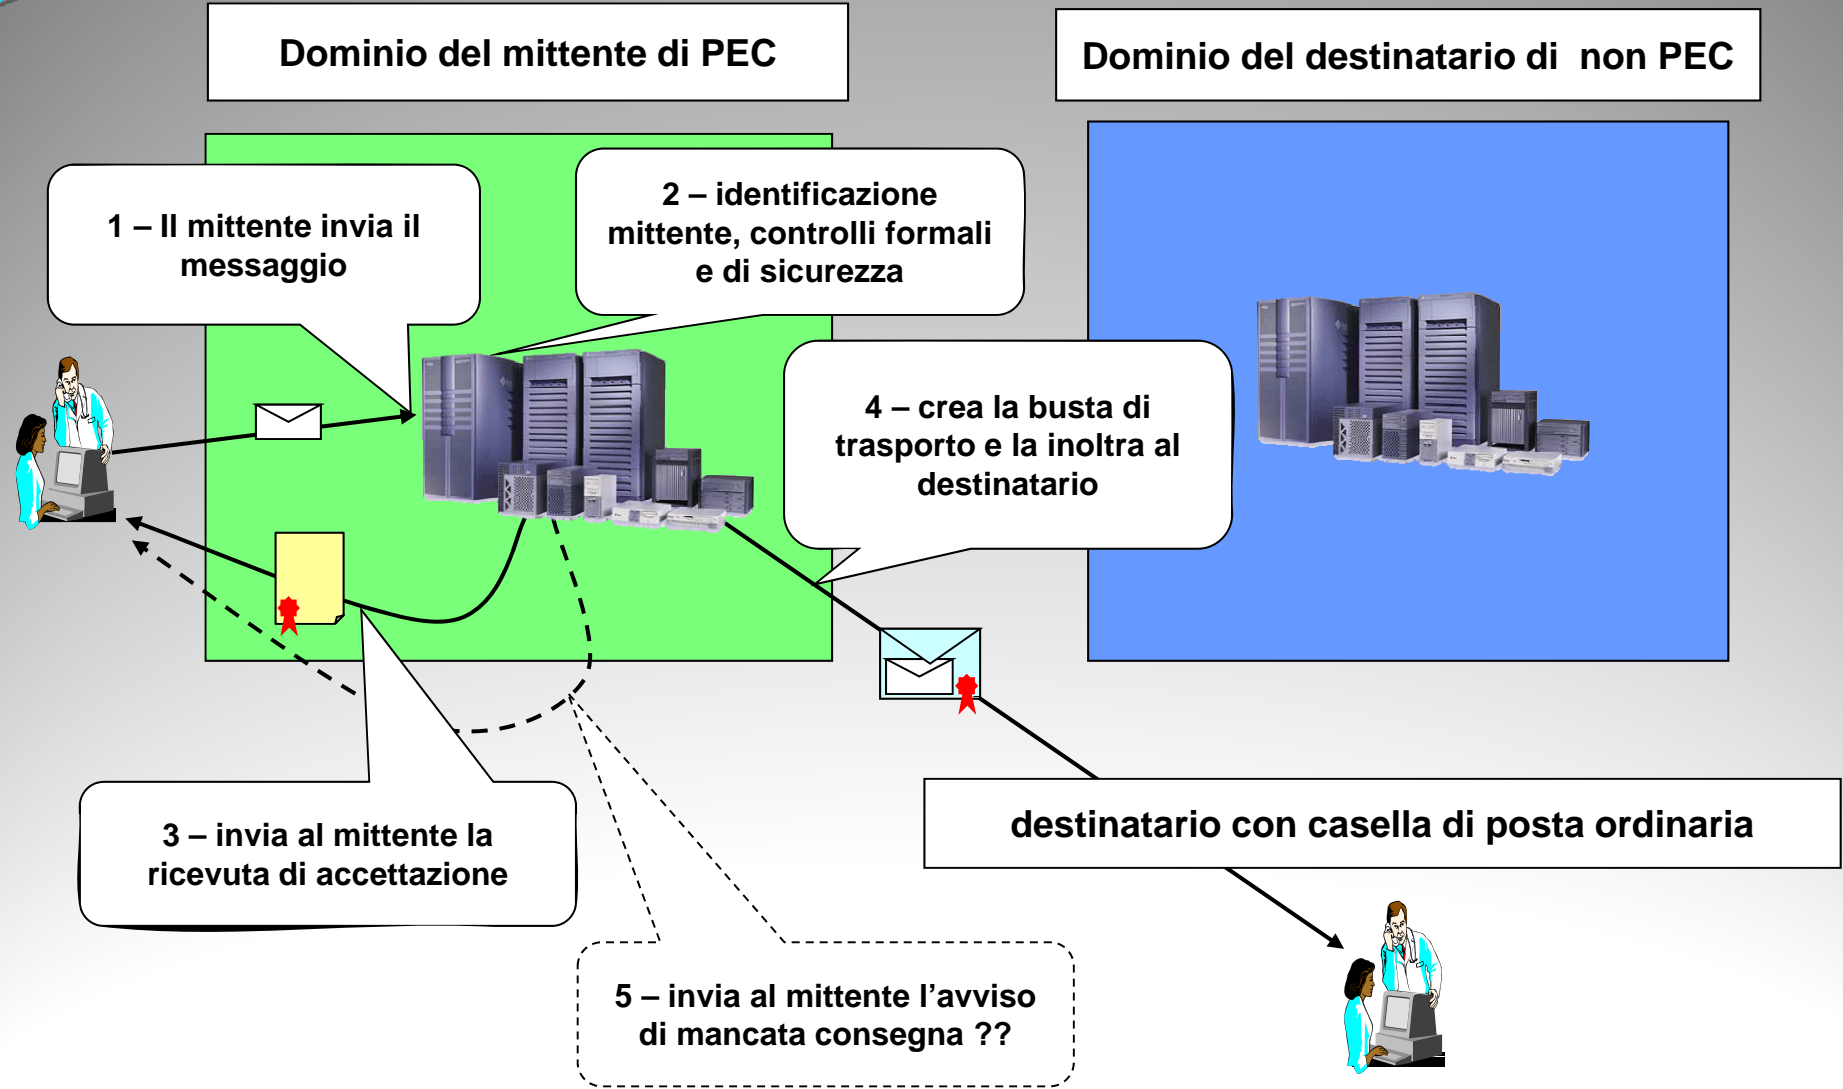 Dominio del mittente di PEC
Dominio del destinatario di non PEC
1 – Il mittente invia il
messaggio
2 – identificazione
mittente, controlli formali
e di sicurezza
4 – crea la busta di
trasporto e la inoltra al
destinatario
3 – invia al mittente la
ricevuta di accettazione
destinatario con casella di posta ordinaria
5 – invia al mittente l’avviso
di mancata consegna ??